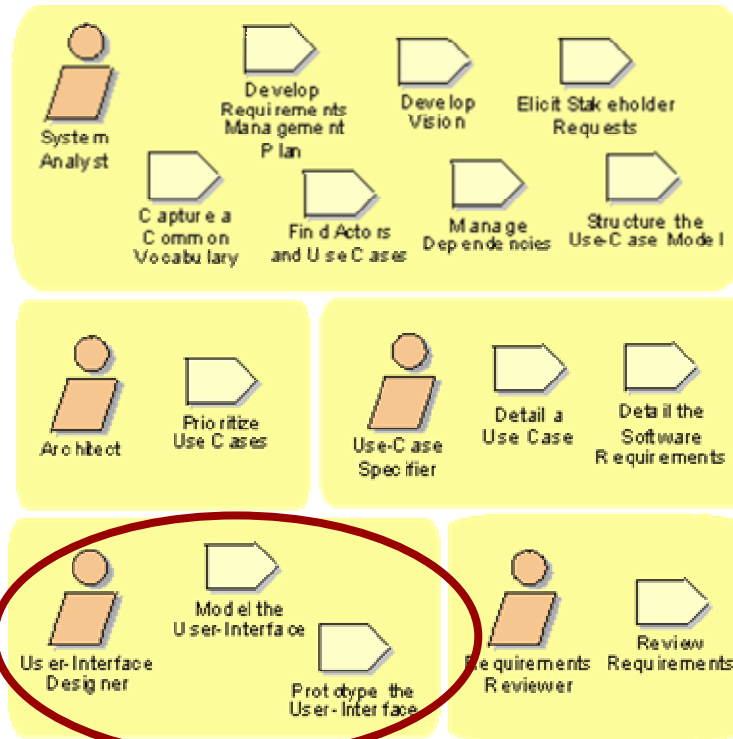 System
Analyst
Develop
Requirements
Management
Plan
Develop
Vision
Elicit Stakeholder
Requests
Capture a
Common
Vocabulary
Find Actors
and Use Cases
Manage
Dependencies
Structure the
Use-Case Model
Architect
Prioritize
Use Cases
Use-Case
Specifier
Detail a
Use Case
Detail the
Software
Requirements
User-Interface
Designer
Model the
User-Interface
Prototype the
User-Interface
Requirements
Reviewer
Review
Requirements